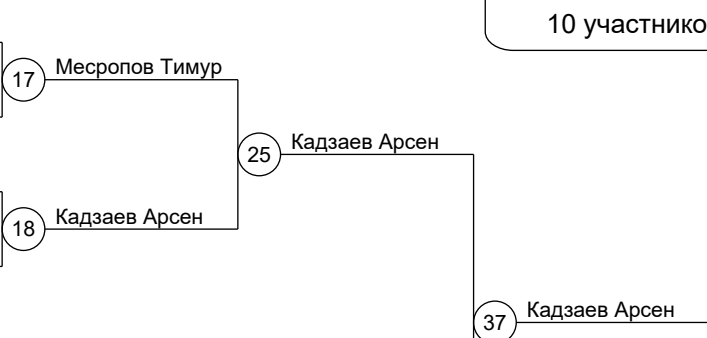 10 участнико
17 Месропов Тимур
25 Кадзаев Арсен
18 Кадзаев Арсен
37 Кадзаев Арсен